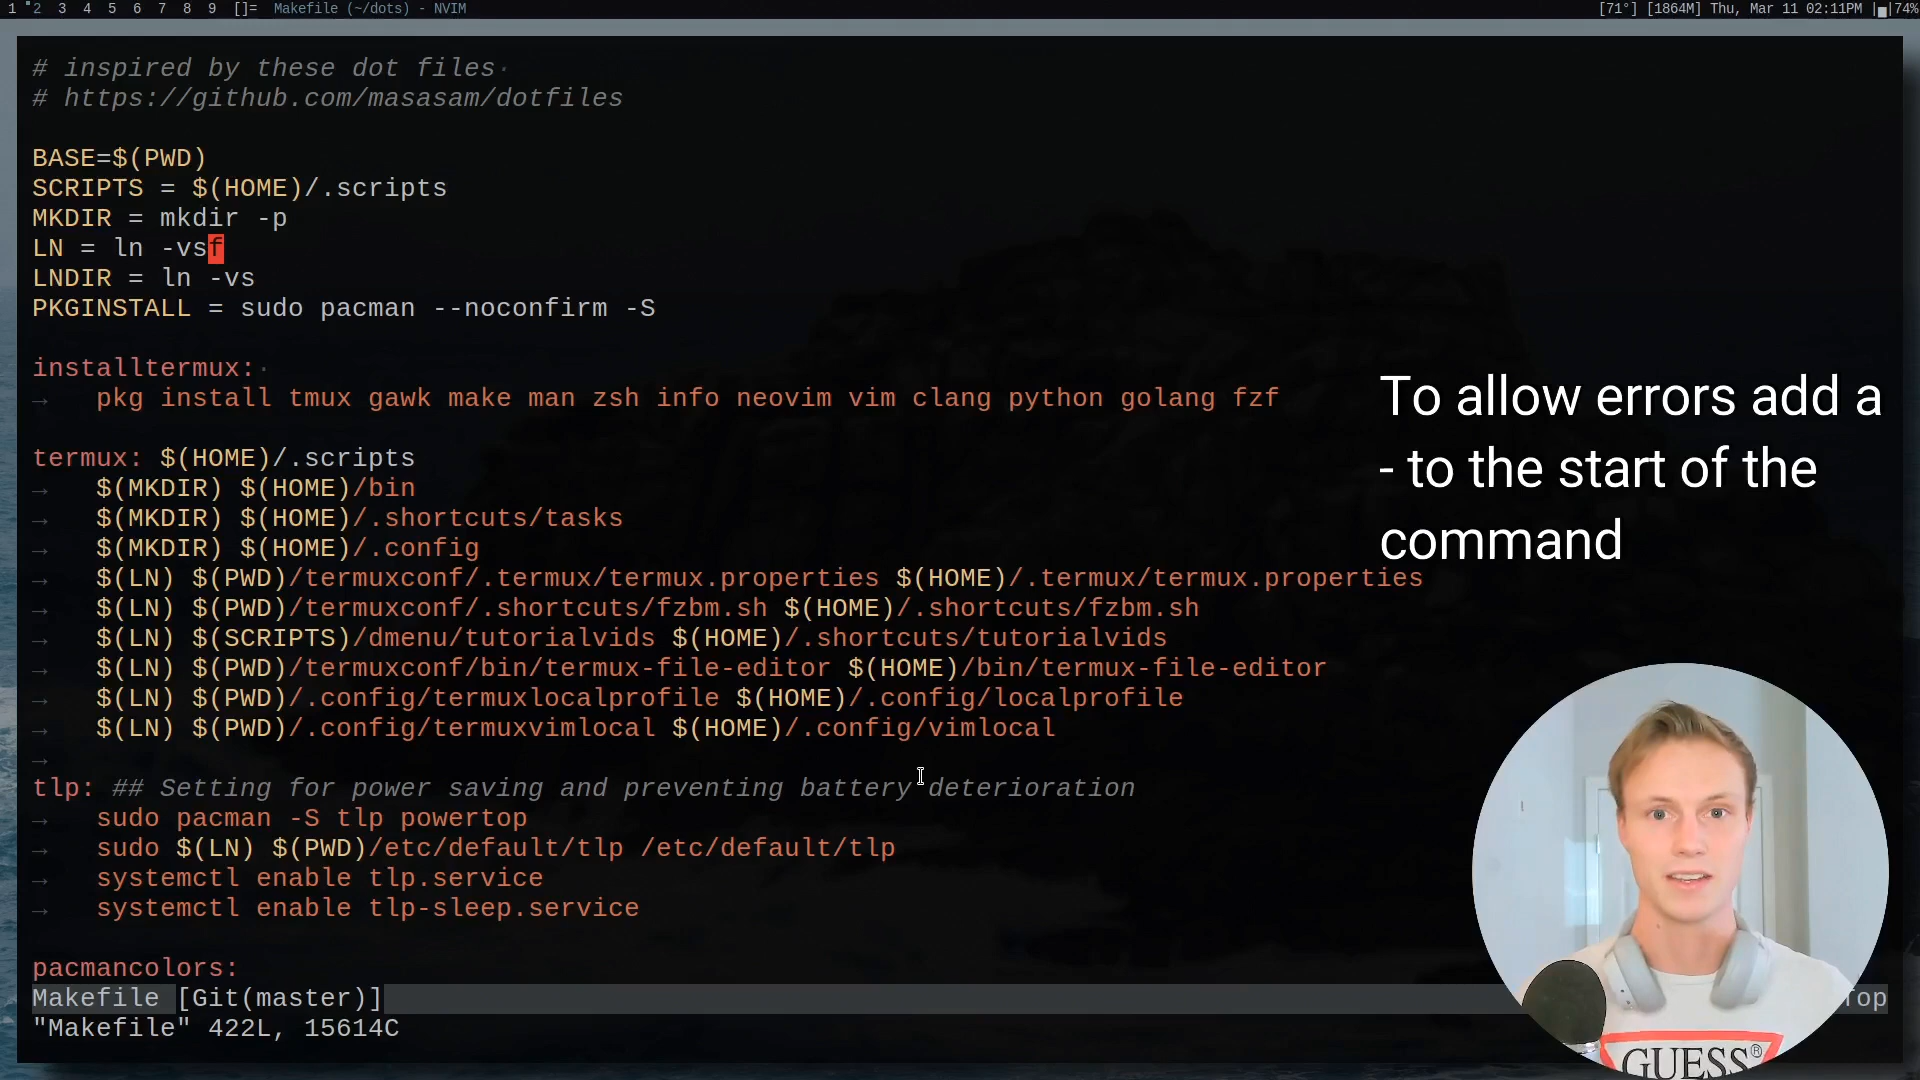 1 2 3 4 5 6 7 8 9 []= Makefile (~/dots) - NVIM [71°] [1864M] Thu, Mar 11 02:11PM |▄|74%
# inspired by these dot files·
# https://github.com/masasam/dotfiles
BASE=$(PWD)
SCRIPTS = $(HOME)/.scripts
MKDIR = mkdir -p
LN = ln -vsf
LNDIR = ln -vs
PKGINSTALL = sudo pacman --noconfirm -S
installtermux:·
→ pkg install tmux gawk make man zsh info neovim vim clang python golang fzf
termux: $(HOME)/.scripts
→ $(MKDIR) $(HOME)/bin
→ $(MKDIR) $(HOME)/.shortcuts/tasks
→ $(MKDIR) $(HOME)/.config
→ $(LN) $(PWD)/termuxconf/.termux/termux.properties $(HOME)/.termux/termux.properties
→ $(LN) $(PWD)/termuxconf/.shortcuts/fzbm.sh $(HOME)/.shortcuts/fzbm.sh
→ $(LN) $(SCRIPTS)/dmenu/tutorialvids $(HOME)/.shortcuts/tutorialvids
→ $(LN) $(PWD)/termuxconf/bin/termux-file-editor $(HOME)/bin/termux-file-editor
→ $(LN) $(PWD)/.config/termuxlocalprofile $(HOME)/.config/localprofile
→ $(LN) $(PWD)/.config/termuxvimlocal $(HOME)/.config/vimlocal
→
tlp: ## Setting for power saving and preventing battery deterioration
→ sudo pacman -S tlp powertop
→ sudo $(LN) $(PWD)/etc/default/tlp /etc/default/tlp
→ systemctl enable tlp.service
→ systemctl enable tlp-sleep.service
pacmancolors:
Makefile [Git(master)]
"Makefile" 422L, 15614C
To allow errors add a
- to the start of the
command
GUESS®